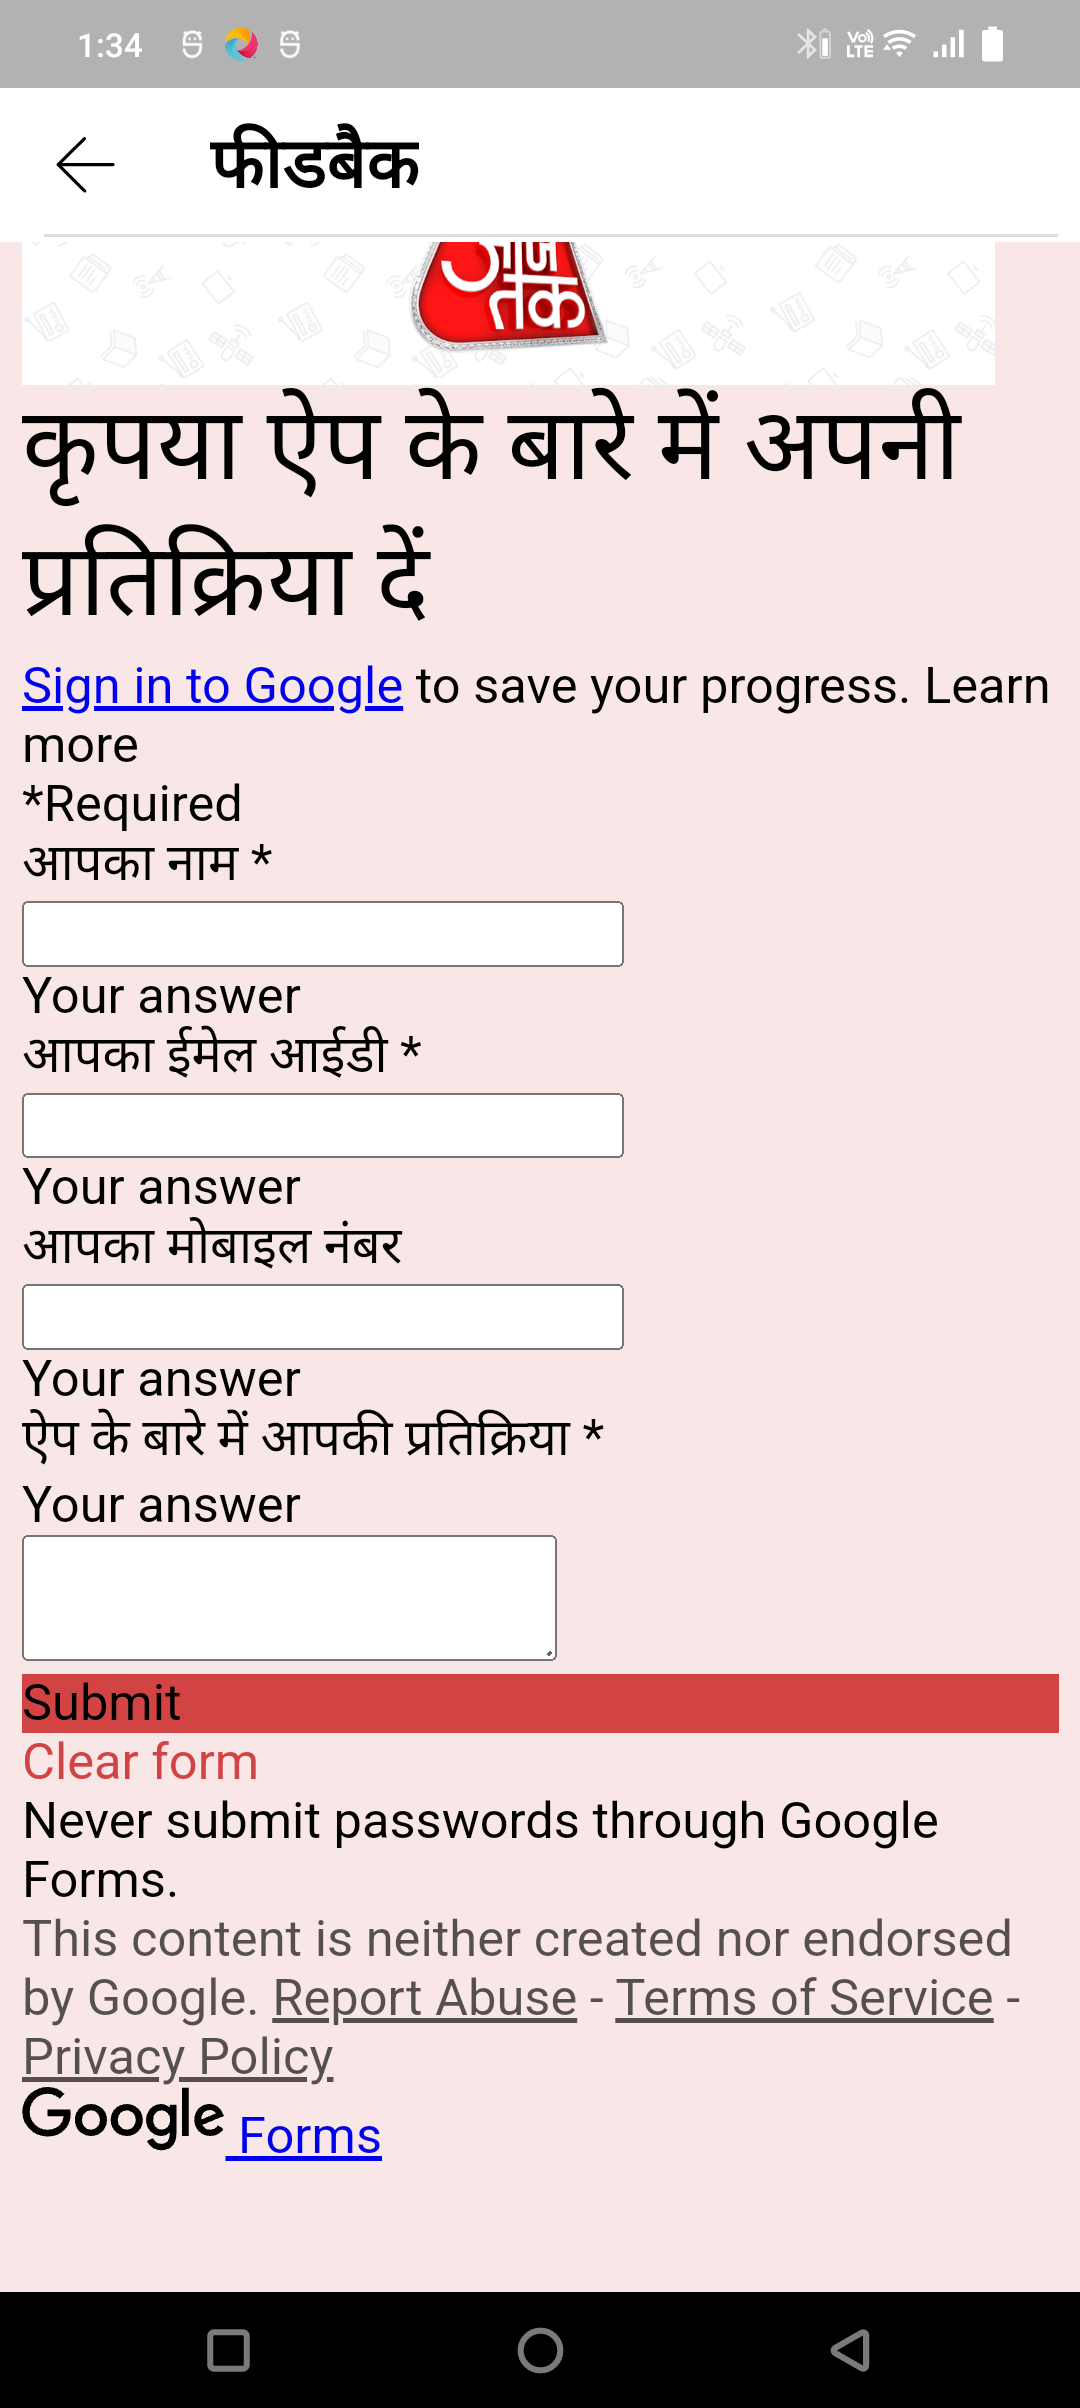 1:34
VoLTE
फीडबैक
आज
तक
कृपया ऐप के बारे में अपनी
प्रतिक्रिया दें
Sign in to Google to save your progress. Learn
more
*Required
आपका नाम *
Your answer
आपका ईमेल आईडी *
Your answer
आपका मोबाइल नंबर
Your answer
ऐप के बारे में आपकी प्रतिक्रिया *
Your answer
Submit
Clear form
Never submit passwords through Google
Forms.
This content is neither created nor endorsed
by Google. Report Abuse - Terms of Service -
Privacy Policy
Google Forms